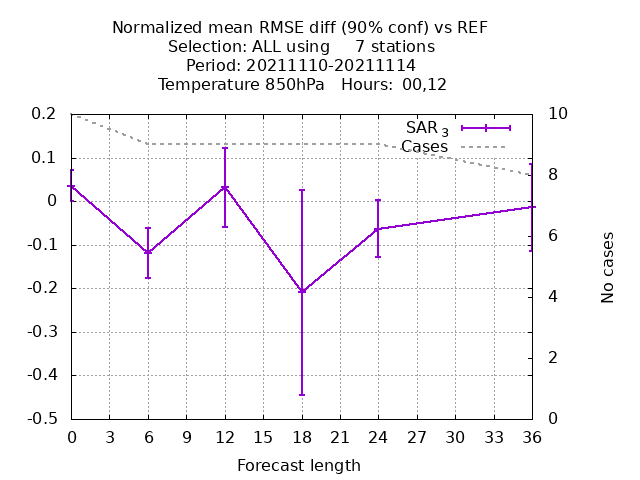 Normalized mean RMSE diff (90% conf) vs REF
Selection: ALL using     7 stations
Period: 20211110-20211114
Temperature 850hPa   Hours:  00,12
SAR 3
Cases
0.2
0.1
0
-0.1
-0.2
-0.3
-0.4
-0.5
10
8
6
4
2
0
No cases
0 3 6 9 12 15 18 21 24 27 30 33 36
Forecast length